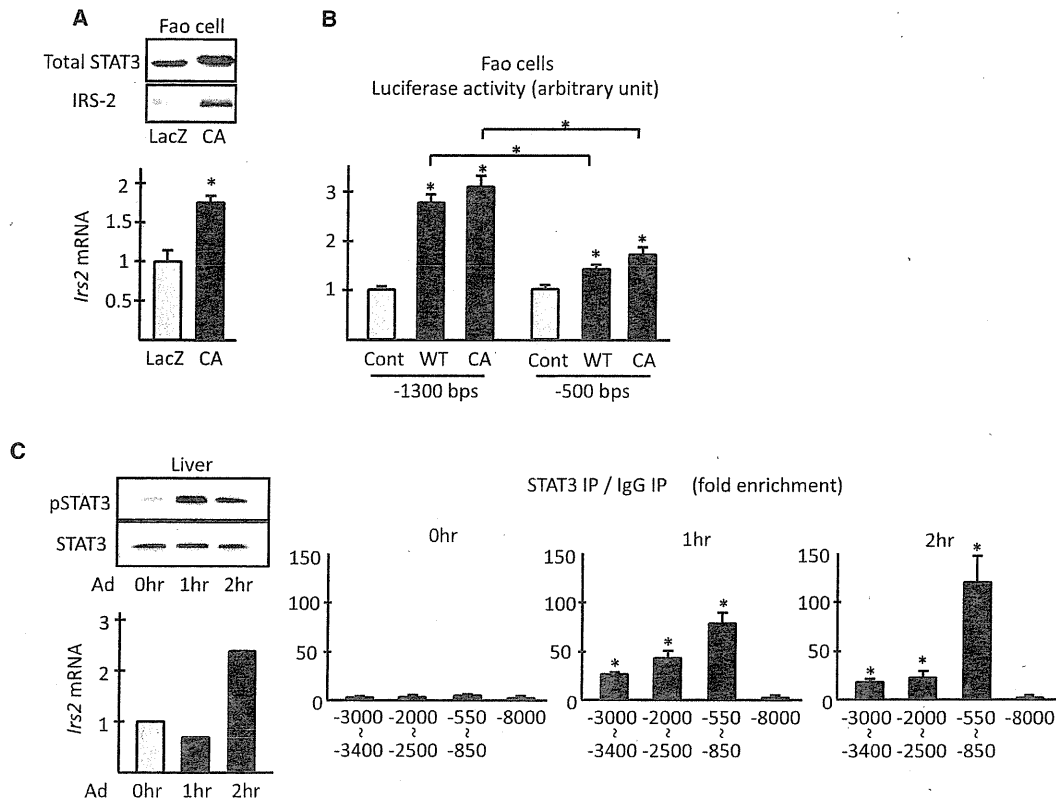 A
Fao cell
Total STAT3
IRS-2
LacZ CA
Irs2 mRNA
2
*
1.5
1
0.5
LacZ CA
B
Fao cells
Luciferase activity (arbitrary unit)
*
*
3
* *
2
* *
1
Cont WT CA Cont WT CA
-1300 bps -500 bps
C
Liver
pSTAT3
STAT3
Ad 0hr 1hr 2hr
Irs2 mRNA
3
2
1
Ad 0hr 1hr 2hr
STAT3 IP / IgG IP (fold enrichment)
0hr
150
100
50
0
-3000 -2000 -550 -8000
~ ~ ~
-3400 -2500 -850
1hr
150
100
50
0
* * *
-3000 -2000 -550 -8000
~ ~ ~
-3400 -2500 -850
2hr
150
100
50
0
* * *
-3000 -2000 -550 -8000
~ ~ ~
-3400 -2500 -850